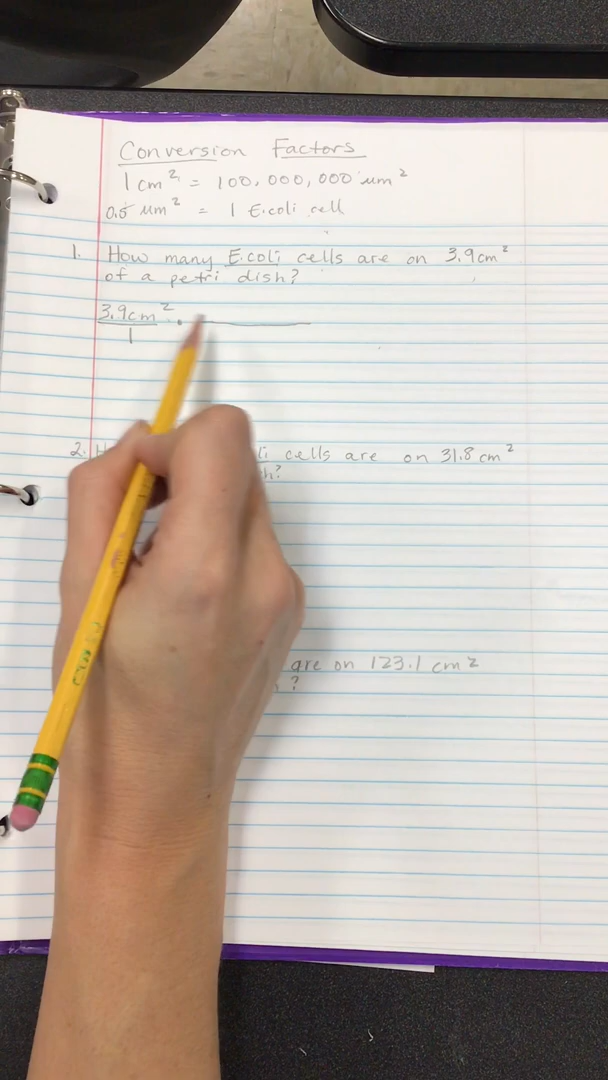 Conversion Factors
1 cm² = 100,000,000 um²
0.5 um² = 1 E.coli cell
1. How many E.coli cells are on 3.9cm²
of a petri dish?
3.9cm² ·
1
2. H cells are on 31.8 cm²
h?
are on 123.1 cm²
?